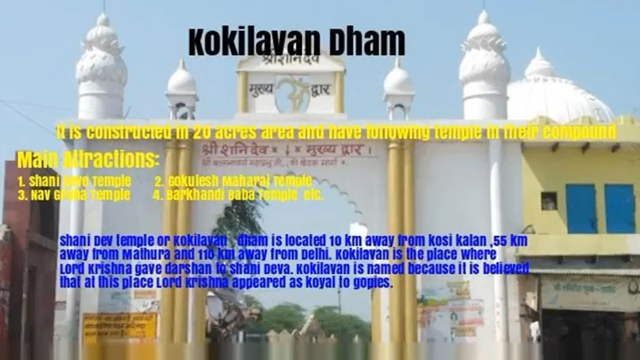 Kokilavan Dham
श्री शनिदेव
मुख्य द्वार
It is constructed in 20 acres area and have following temple in their compound
श्री शनि देव मुख्य द्वार।
Main Attractions:
1. Shani Deve Temple 2. Gokulesh Maharaj Temple
3. Nav Graha Temple 4. Barkhandi Baba Temple etc.
Shani Dev temple or Kokilavan , dham is located 10 km away from kosi kalan ,55 km
away from Mathura and 110 km away from Delhi. Kokilavan is the place where
Lord Krishna gave darshan to Shani Deva. Kokilavan is named because it is believed
that at this place Lord Krishna appeared as koyal to gopies.